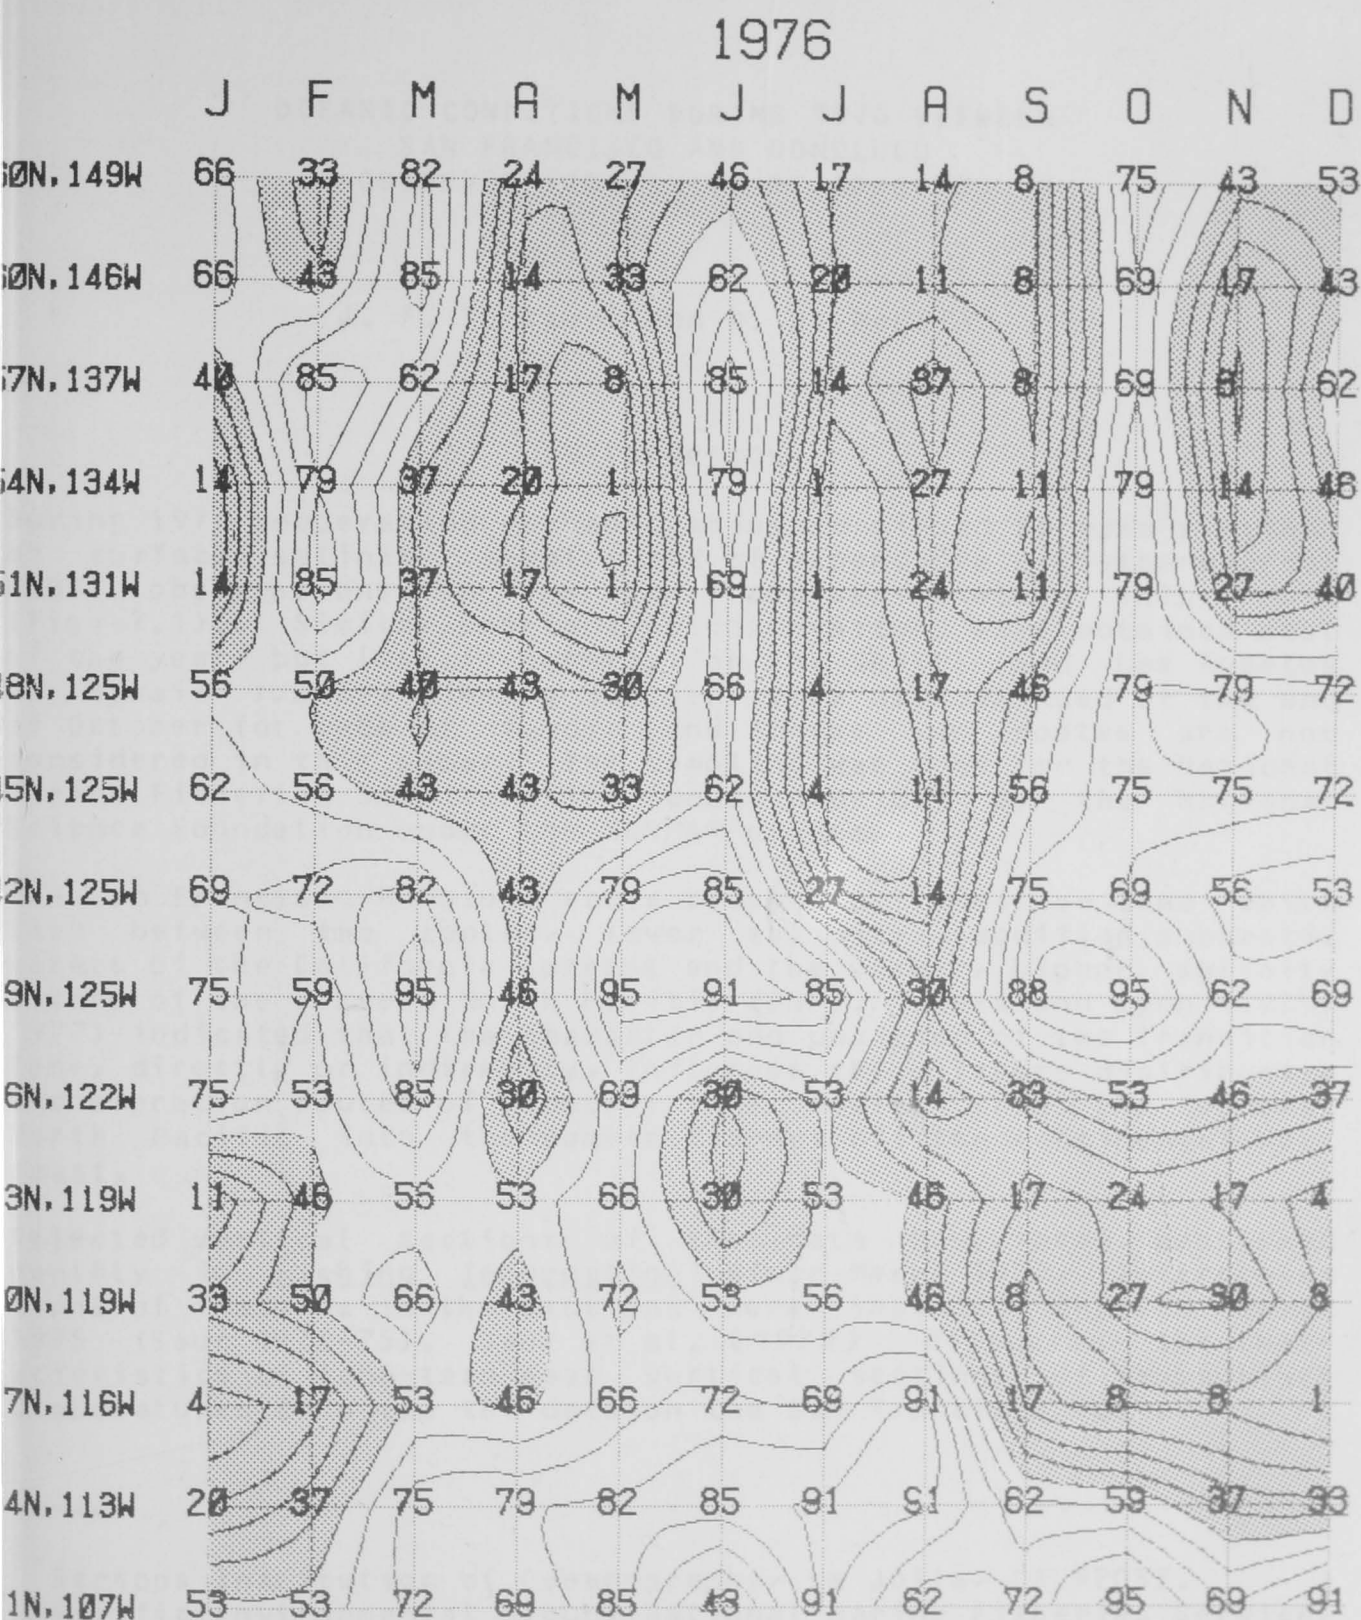 1976
J F M A M J J A S O N D
60N,149W 66 33 82 24 27 46 17 14 8 75 43 53
60N,146W 66 43 85 14 33 62 20 11 8 69 17 43
57N,137W 40 85 62 17 8 85 14 37 8 69 8 62
54N,134W 14 79 37 20 1 79 1 27 11 79 14 46
51N,131W 14 85 37 17 1 69 1 24 11 79 27 40
48N,125W 56 50 40 43 30 66 4 17 46 79 79 72
45N,125W 62 56 43 43 33 62 4 11 56 75 75 72
2N,125W 69 72 82 43 79 85 27 14 75 69 56 53
9N,125W 75 59 95 46 95 91 85 30 88 95 62 69
6N,122W 75 53 85 30 69 30 53 14 33 53 46 37
3N,119W 11 46 56 53 66 30 53 46 17 24 17 4
0N,119W 33 50 66 43 72 53 56 46 8 27 30 8
7N,116W 4 17 53 46 66 72 69 91 17 8 8 1
4N,113W 20 37 75 79 82 85 91 91 62 59 37 33
1N,107W 53 53 72 69 85 43 91 62 72 95 69 91